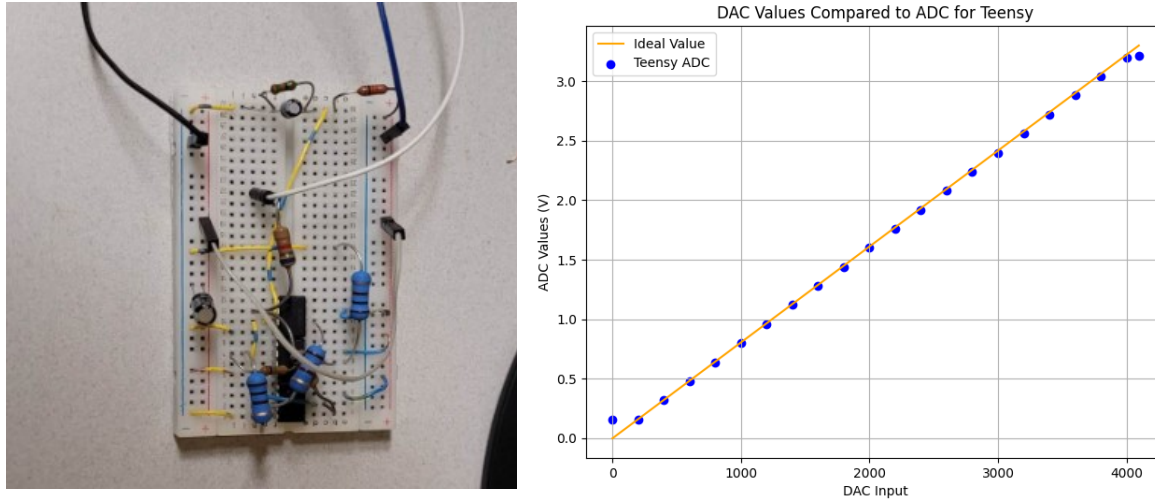 DAC Values Compared to ADC for Teensy
Ideal Value
Teensy ADC
ADC Values (V)
3.0
2.5
2.0
1.5
1.0
0.5
0.0
0
1000
2000
3000
4000
DAC Input